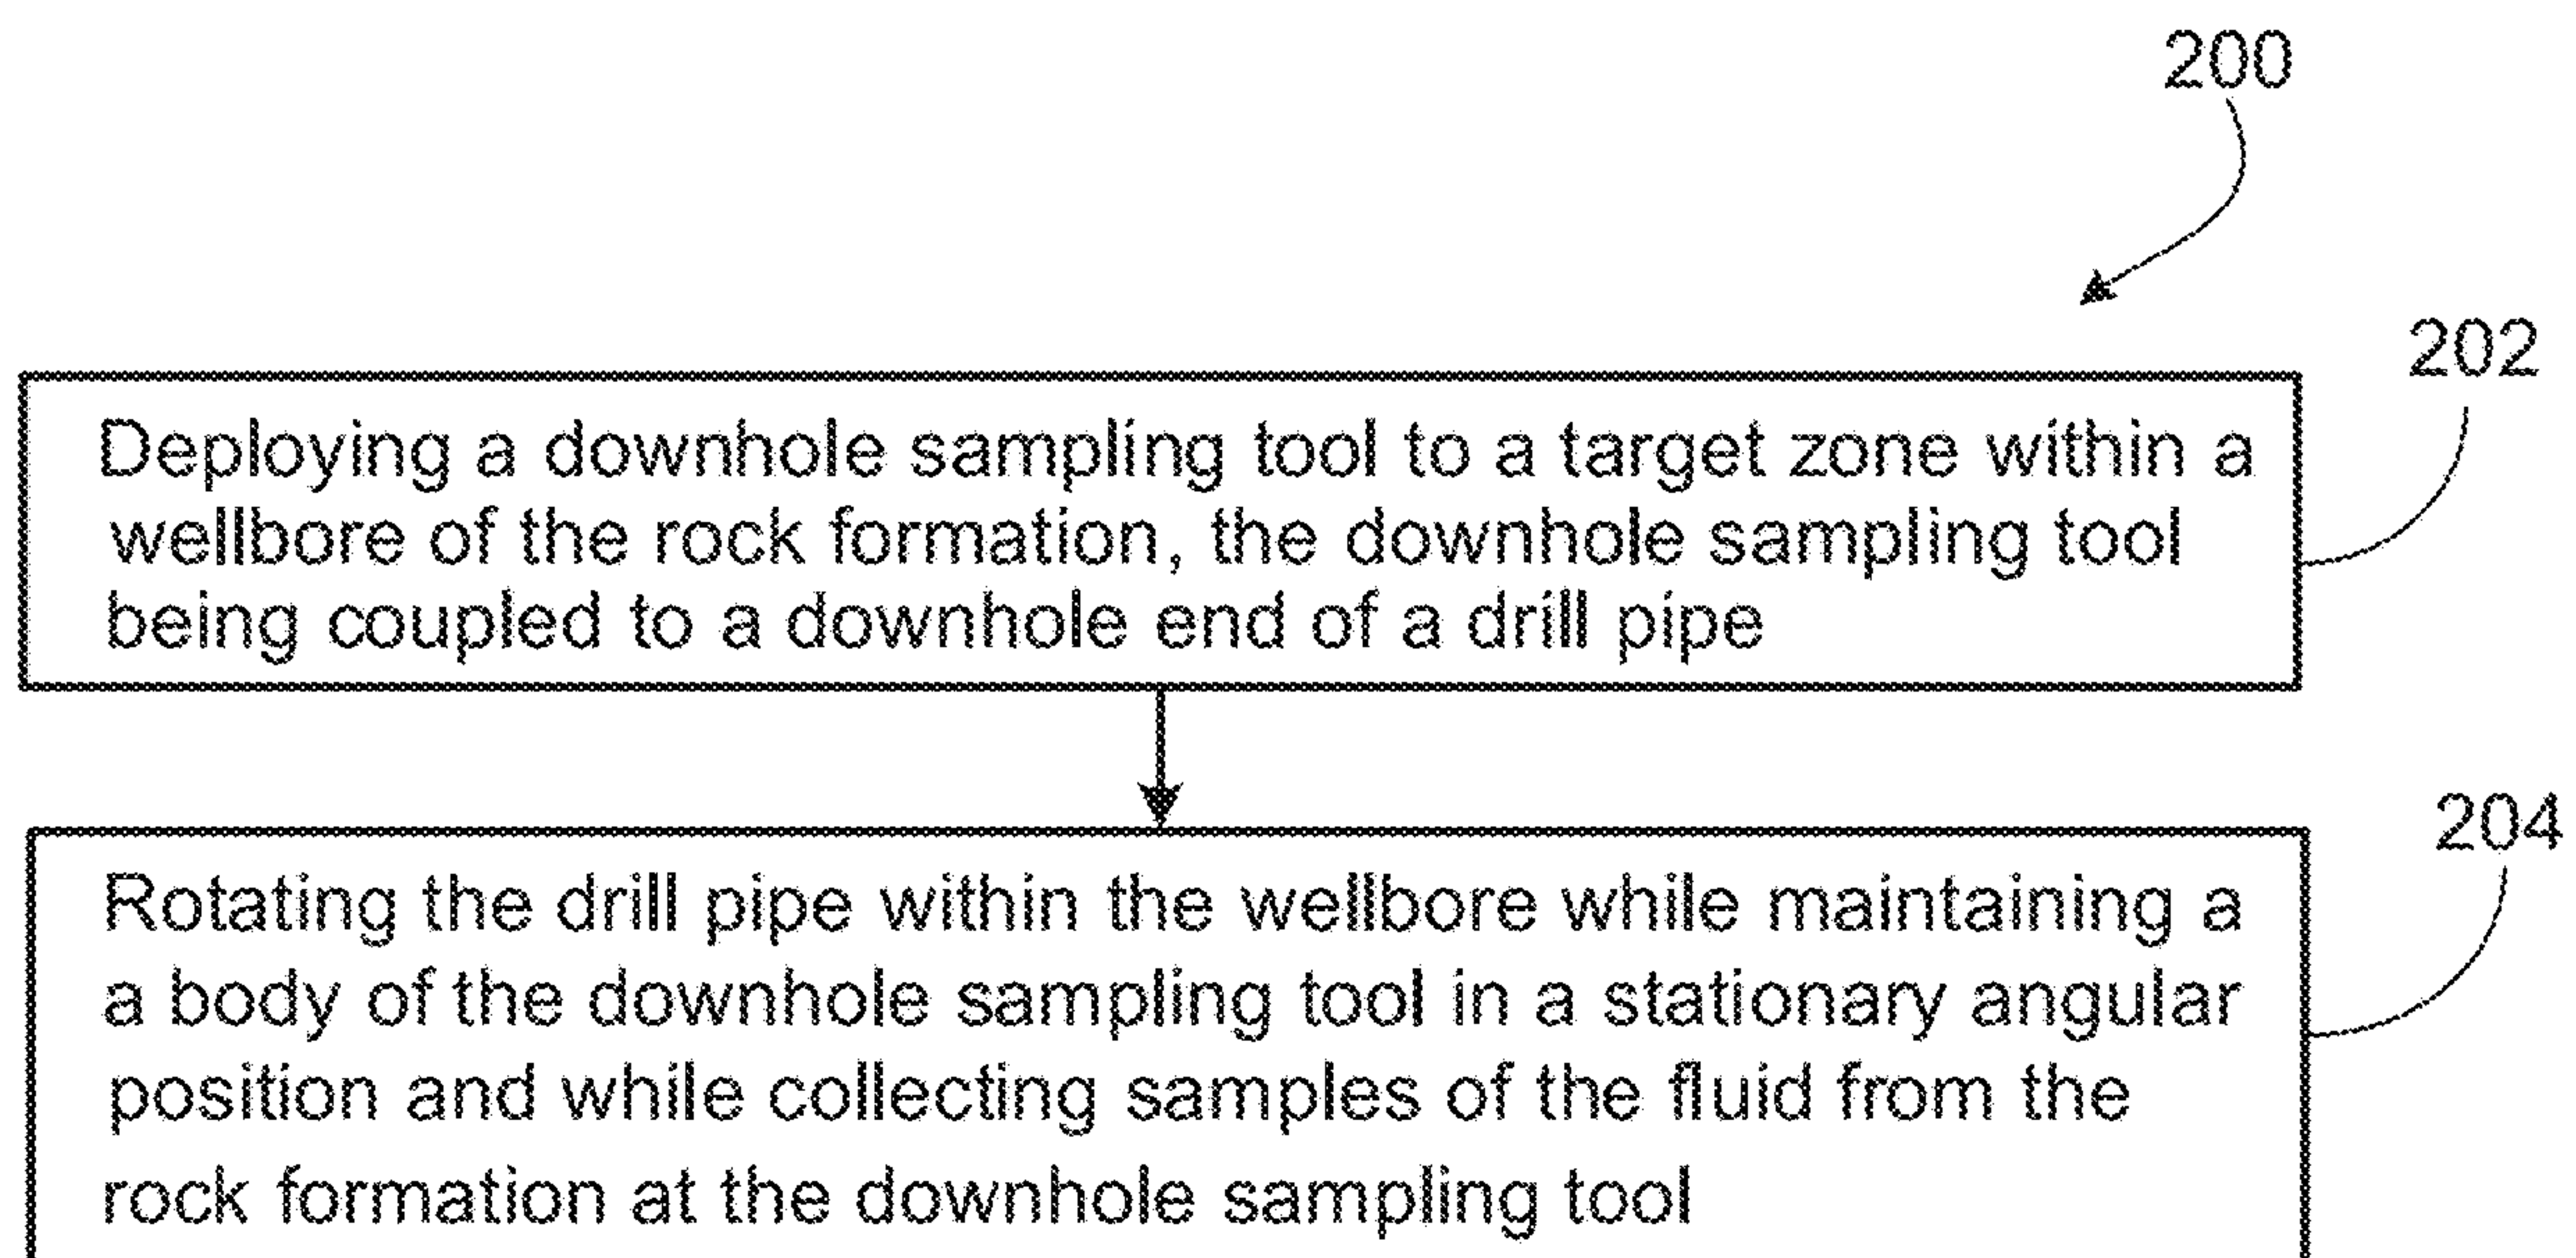 200
202
Deploying a downhole sampling tool to a target zone within a
wellbore of the rock formation, the downhole sampling tool
being coupled to a downhole end of a drill pipe
204
Rotating the drill pipe within the wellbore while maintaining a
a body of the downhole sampling tool in a stationary angular
position and while collecting samples of the fluid from the
rock formation at the downhole sampling tool